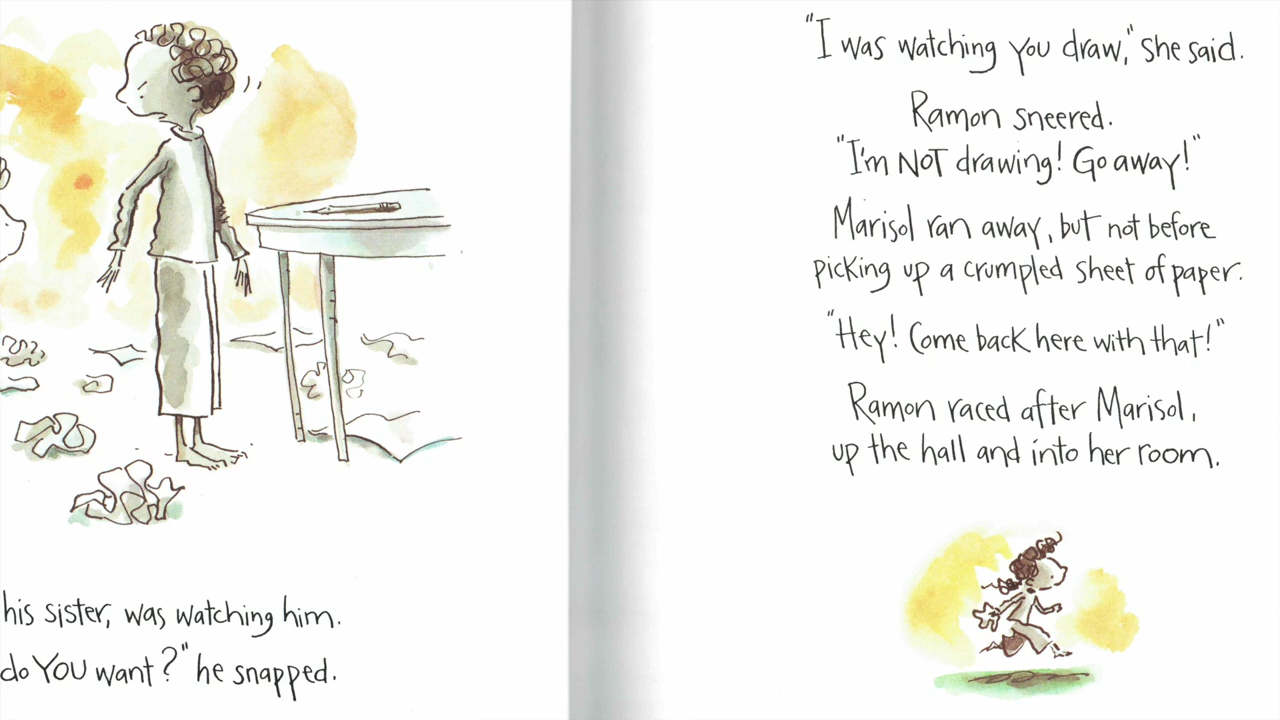 his sister, was watching him.
do YOU want?" he snapped.
"I was watching you draw," she said.
Ramon sneered.
"I'm NOT drawing! Go away!"
Marisol ran away, but not before
picking up a crumpled sheet of paper.
"Hey! Come back here with that!"
Ramon raced after Marisol,
up the hall and into her room.